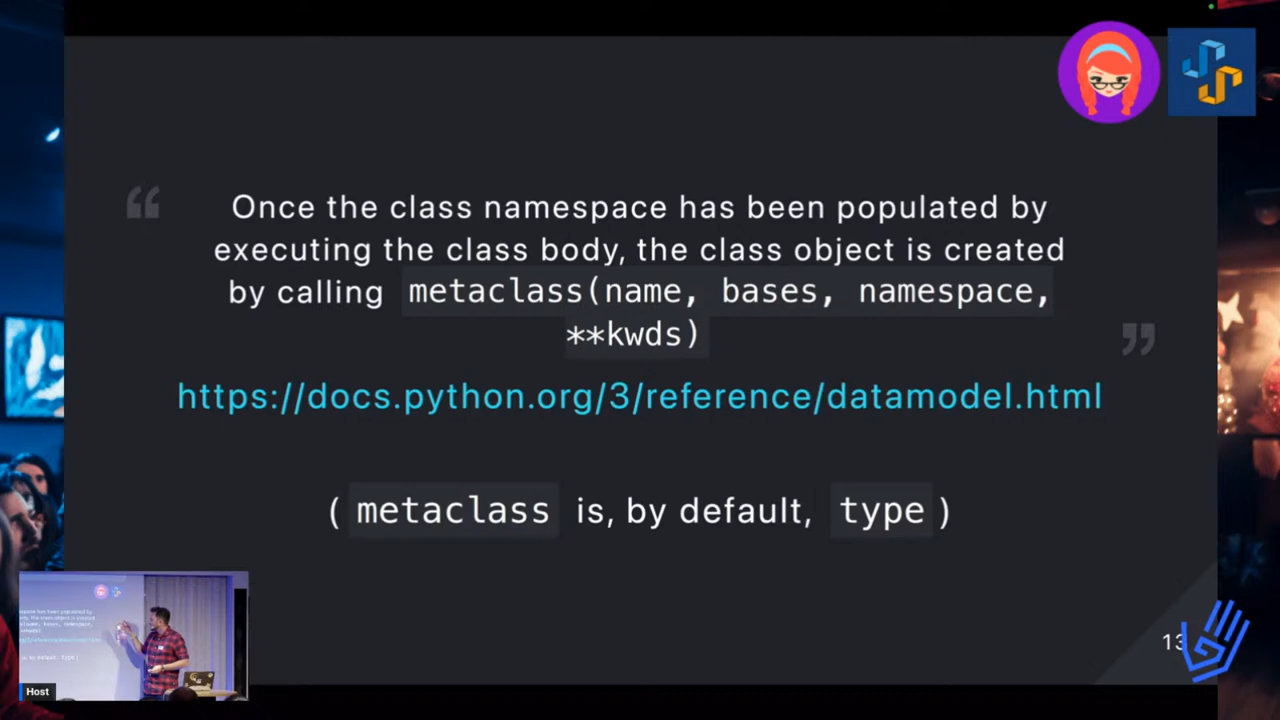 “
Once the class namespace has been populated by
executing the class body, the class object is created
by calling metaclass(name, bases, namespace,
**kwds)
”
https://docs.python.org/3/reference/datamodel.html
( metaclass is, by default, type )
13
Host